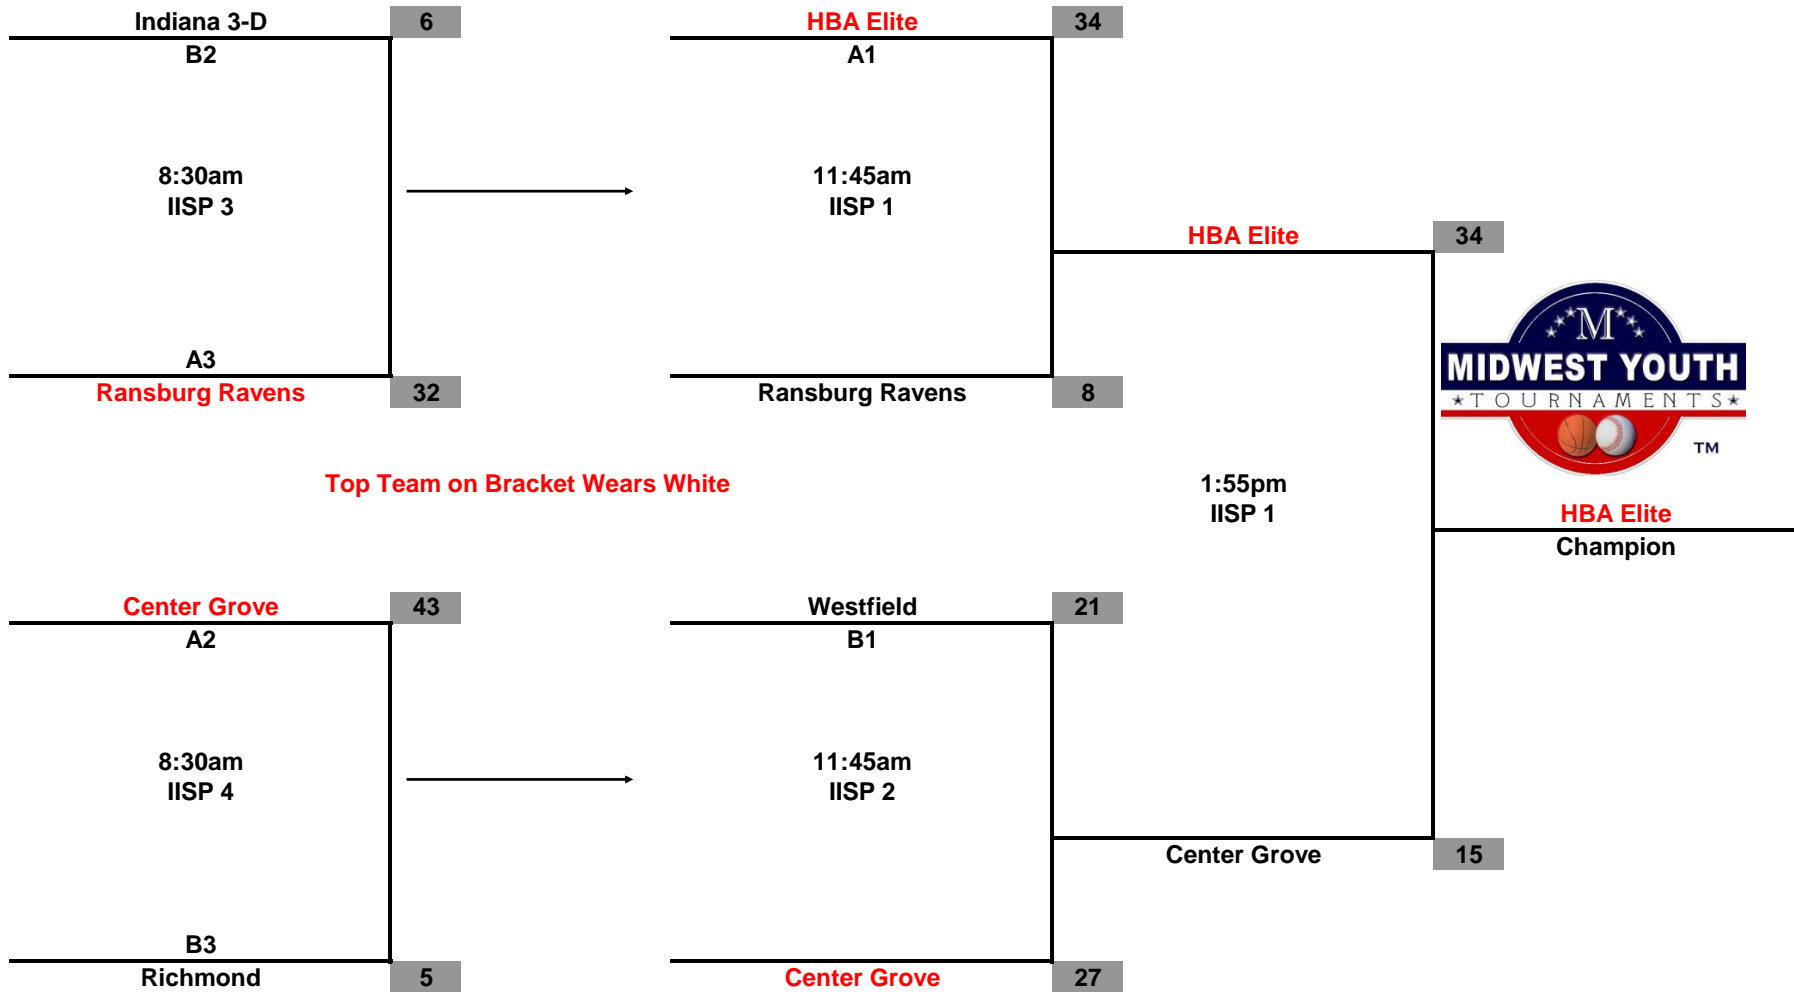 Indiana 3-D 6
B2
8:30am
IISP 3
A3
Ransburg Ravens 32
HBA Elite 34
A1
11:45am
IISP 1
Ransburg Ravens 8
HBA Elite 34
M
MIDWEST YOUTH
TOURNAMENTS
TM
Top Team on Bracket Wears White
1:55pm
IISP 1
HBA Elite
Champion
Center Grove 43
A2
8:30am
IISP 4
B3
Richmond 5
Westfield 21
B1
11:45am
IISP 2
Center Grove 27
Center Grove 15